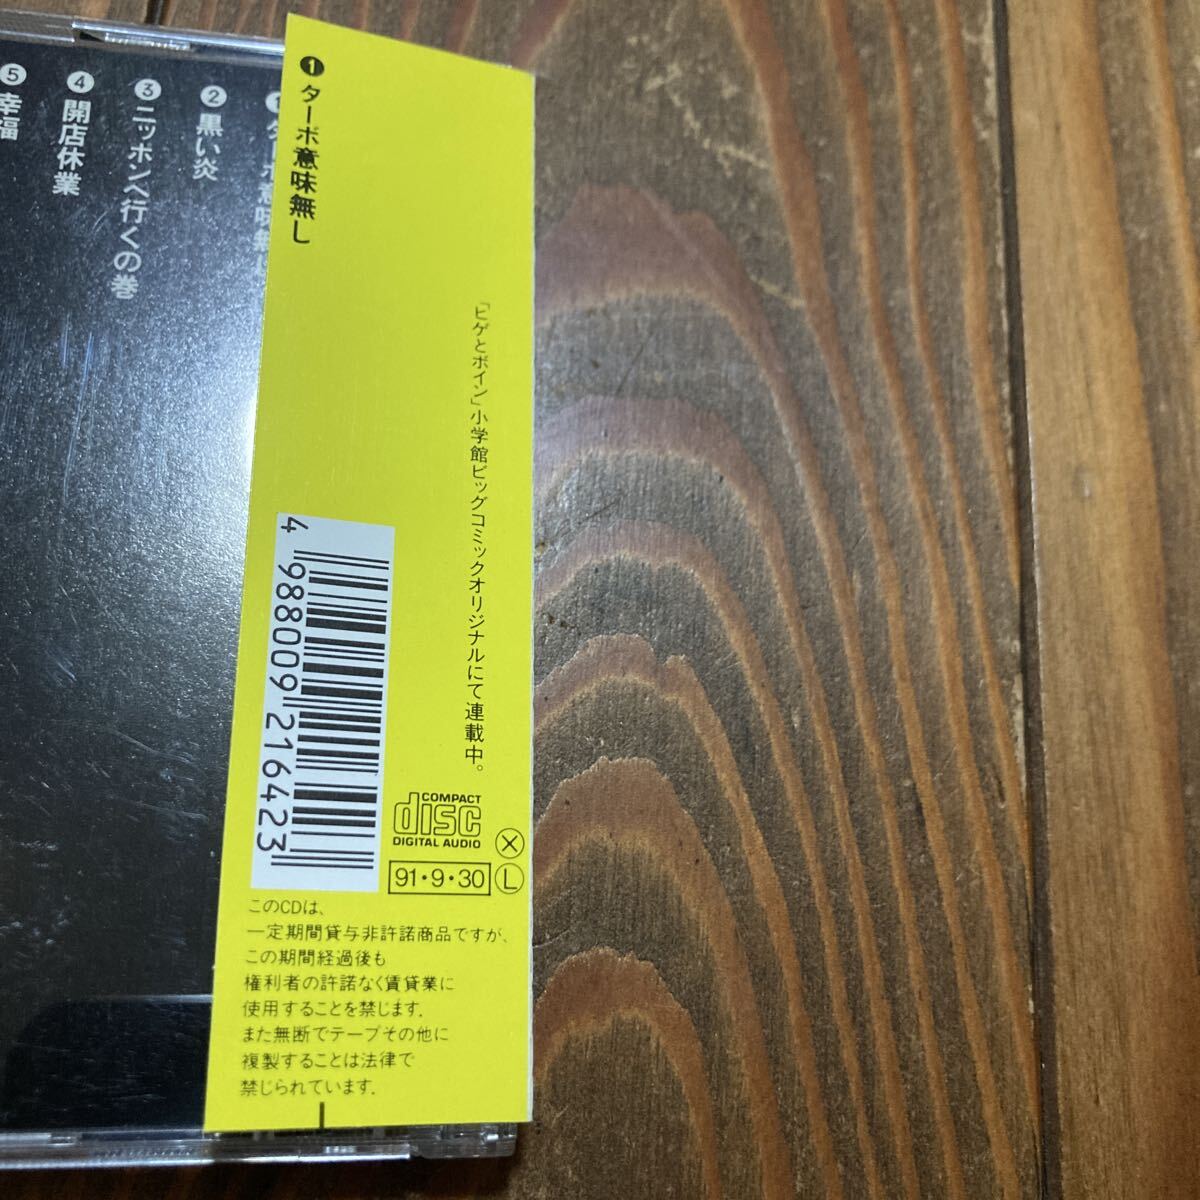 ❶ターボ意味無し
「ヒゲとボイン」小学館ビッグコミックオリジナルにて連載中。
❷黒い炎
❸ニッポンへ行くの巻
❹開店休業
❺幸福
4 988009 216423
COMPACT
disc
DIGITAL AUDIO
X
91・9・30
L
このCDは、
一定期間貸与非許諾商品ですが、
この期間経過後も
権利者の許諾なく賃貸業に
使用することを禁じます。
また無断でテープその他に
複製することは法律で
禁じられています。